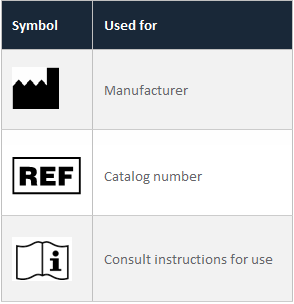 Symbol Used for
Manufacturer
REF Catalog number
i Consult instructions for use